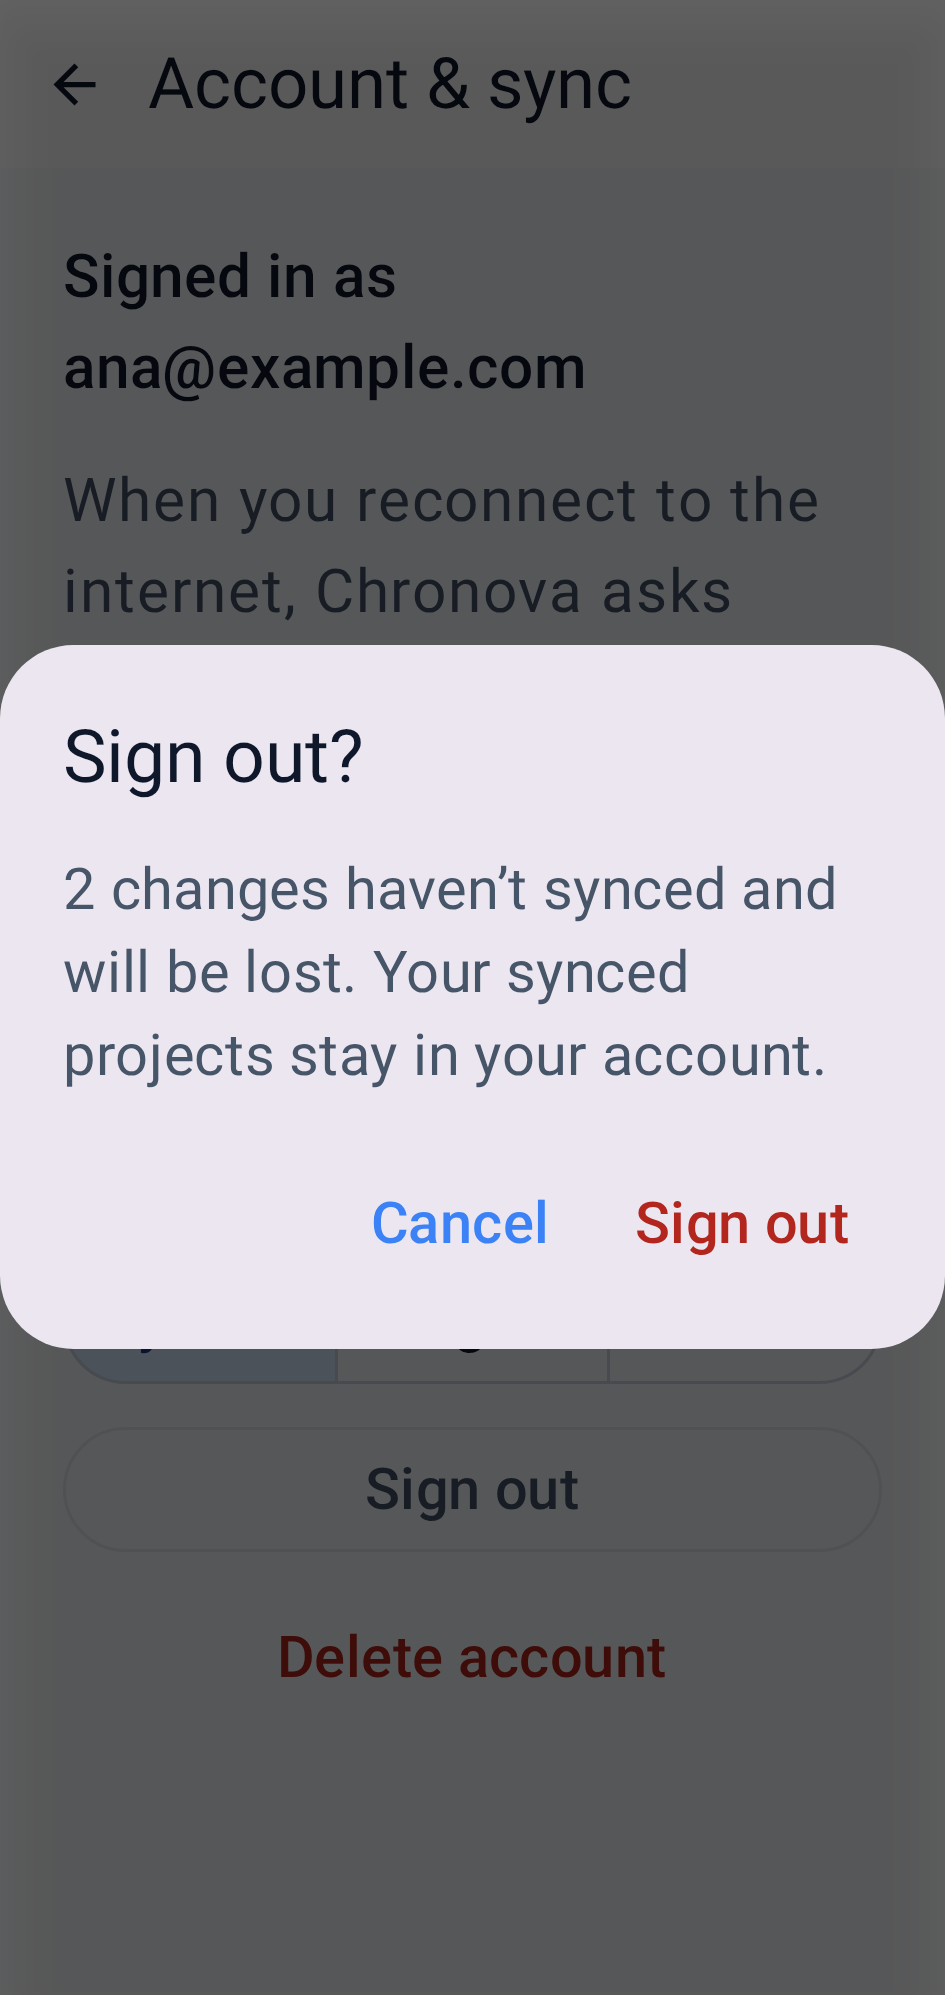 Account & sync
Signed in as
ana@example.com
When you reconnect to the
internet, Chronova asks
Sign out?
2 changes haven’t synced and
will be lost. Your synced
projects stay in your account.
Cancel Sign out
Sign out
Delete account